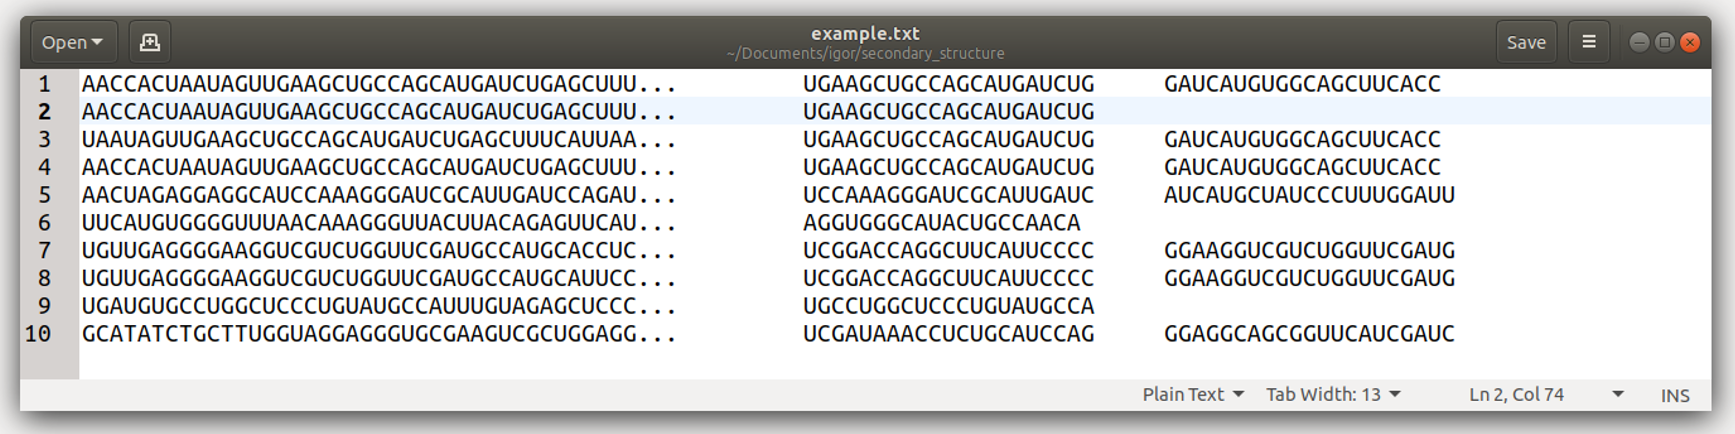 Open
example.txt
~/Documents/igor/secondary_structure
Save
1 AACCACUAAUAGUUGAAGCUGCCAGCAUGAUCUGAGCUUU... UGAAGCUGCCAGCAUGAUCUG GAUCAUGUGGCAGCUUCACC
2 AACCACUAAUAGUUGAAGCUGCCAGCAUGAUCUGAGCUUU... UGAAGCUGCCAGCAUGAUCUG
3 UAAUAGUUGAAGCUGCCAGCAUGAUCUGAGCUUUCAUUAA... UGAAGCUGCCAGCAUGAUCUG GAUCAUGUGGCAGCUUCACC
4 AACCACUAAUAGUUGAAGCUGCCAGCAUGAUCUGAGCUUU... UGAAGCUGCCAGCAUGAUCUG GAUCAUGUGGCAGCUUCACC
5 AACUAGAGGAGGCAUCCAAAGGGAUCGCAUUGAUCCAGAU... UCCAAAGGGAUCGCAUUGAUC AUCAUGCUAUCCCUUUGGAUU
6 UUCAUGUGGGGUUUAACAAAGGGUUACUUACAGAGUUCAU... AGGUGGGCAUACUGCCAACA
7 UGUUGAGGGGAAGGUCGUCUGGUUCGAUGCCAUGCACCUC... UCGGACCAGGCUUCAUUCCCC GGAAGGUCGUCUGGUUCGAUG
8 UGUUGAGGGGAAGGUCGUCUGGUUCGAUGCCAUGCAUUCC... UCGGACCAGGCUUCAUUCCCC GGAAGGUCGUCUGGUUCGAUG
9 UGAUGUGCCUGGCUCCCUGUAUGCCAUUUGUAGAGCUCCC... UGCCUGGCUCCCUGUAUGCCA
10 GCATATCTGCTTUGGUAGGAGGGUGCGAAGUCGCUGGAGG... UCGAUAAACCUCUGCAUCCAG GGAGGCAGCGGUUCAUCGAUC
Plain Text Tab Width: 13 Ln 2, Col 74 INS